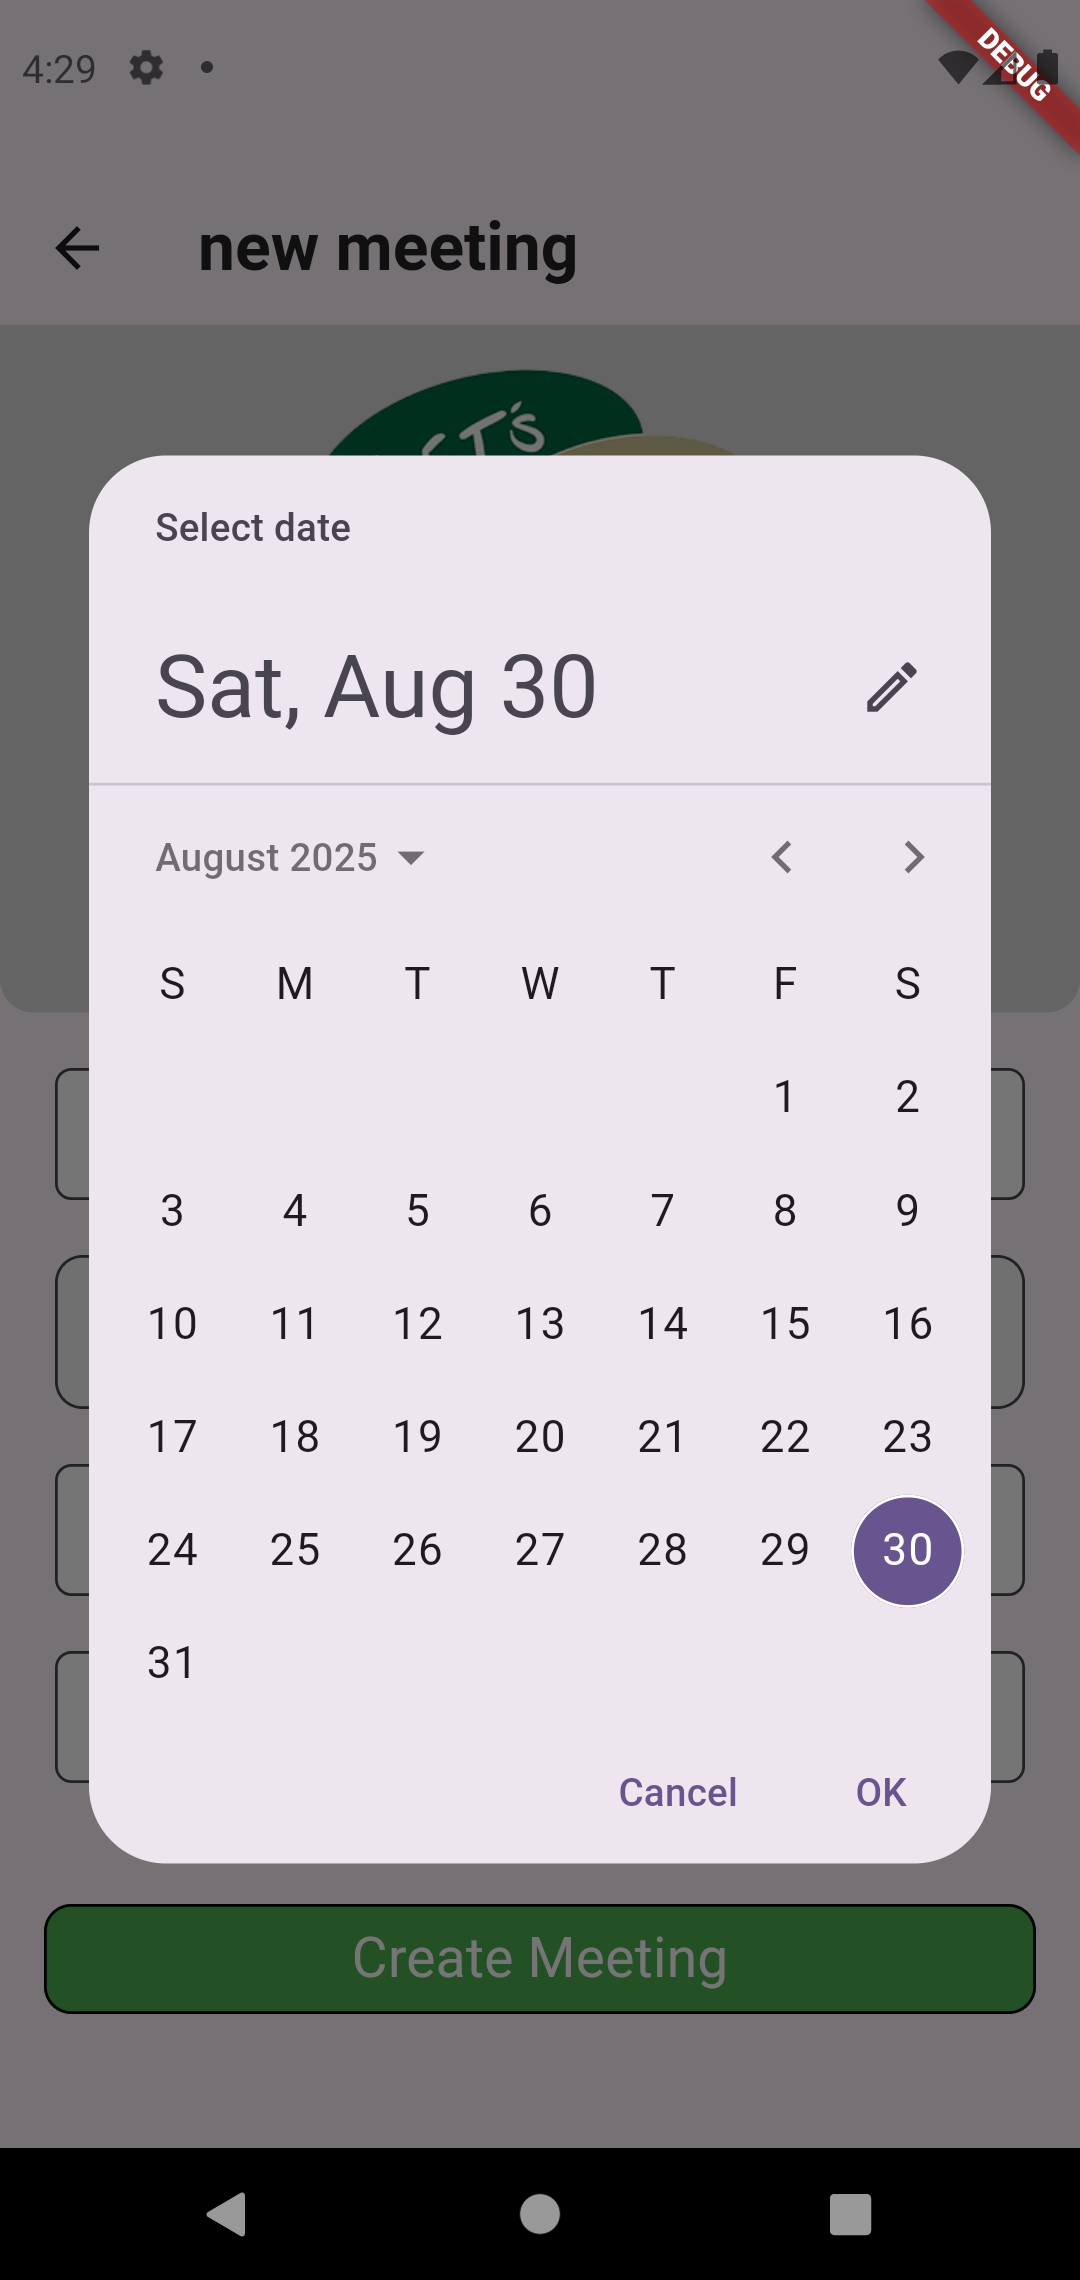 4:29
DEBUG
new meeting
T's
Select date
Sat, Aug 30
August 2025
S M T W T F S
1 2
3 4 5 6 7 8 9
10 11 12 13 14 15 16
17 18 19 20 21 22 23
24 25 26 27 28 29 30
31
Cancel OK
Create Meeting